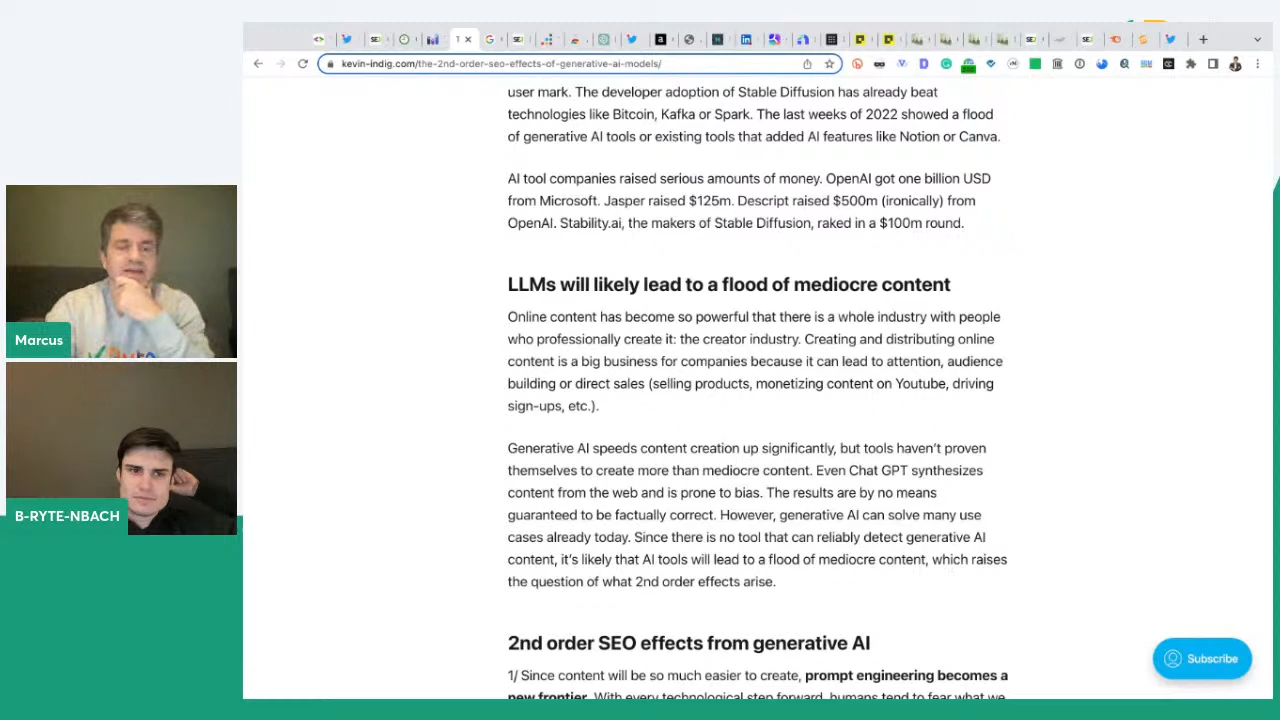 kevin-indig.com/the-2nd-order-seo-effects-of-generative-ai-models/
user mark. The developer adoption of Stable Diffusion has already beat
technologies like Bitcoin, Kafka or Spark. The last weeks of 2022 showed a flood
of generative AI tools or existing tools that added AI features like Notion or Canva.
AI tool companies raised serious amounts of money. OpenAI got one billion USD
from Microsoft. Jasper raised $125m. Descript raised $500m (ironically) from
OpenAI. Stability.ai, the makers of Stable Diffusion, raked in a $100m round.
LLMs will likely lead to a flood of mediocre content
Online content has become so powerful that there is a whole industry with people
who professionally create it: the creator industry. Creating and distributing online
content is a big business for companies because it can lead to attention, audience
building or direct sales (selling products, monetizing content on Youtube, driving
sign-ups, etc.).
Generative AI speeds content creation up significantly, but tools haven't proven
themselves to create more than mediocre content. Even Chat GPT synthesizes
content from the web and is prone to bias. The results are by no means
guaranteed to be factually correct. However, generative AI can solve many use
cases already today. Since there is no tool that can reliably detect generative AI
content, it's likely that AI tools will lead to a flood of mediocre content, which raises
the question of what 2nd order effects arise.
2nd order SEO effects from generative AI
1/ Since content will be so much easier to create, prompt engineering becomes a
new frontier. With every technological step forward, humans tend to fear what we
Subscribe
Marcus
B-RYTE-NBACH